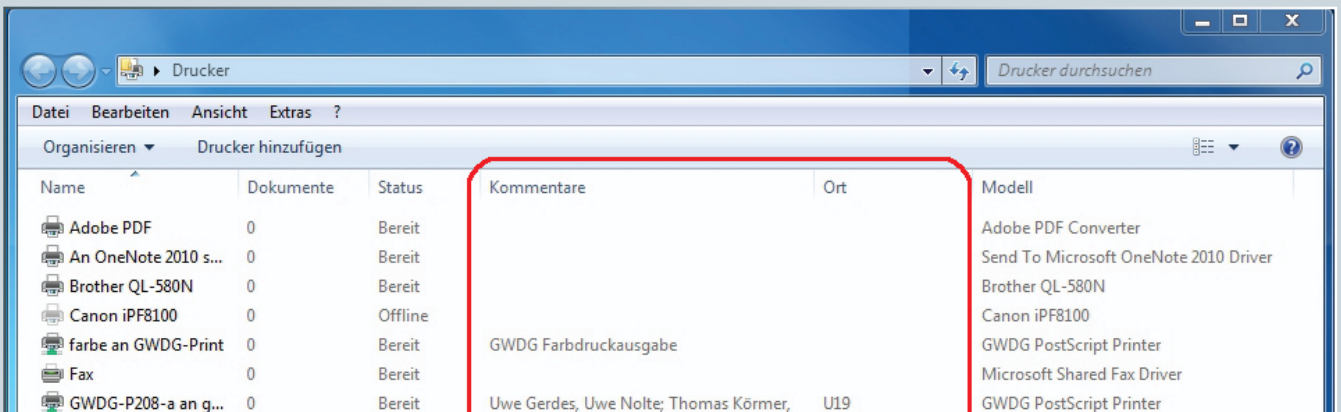 Drucker
Drucker durchsuchen
Datei Bearbeiten Ansicht Extras ?
Organisieren Drucker hinzufügen
Name Dokumente Status Kommentare Ort Modell
Adobe PDF 0 Bereit Adobe PDF Converter
An OneNote 2010 s... 0 Bereit Send To Microsoft OneNote 2010 Driver
Brother QL-580N 0 Bereit Brother QL-580N
Canon iPF8100 0 Offline Canon iPF8100
farbe an GWDG-Print 0 Bereit GWDG Farbdruckausgabe GWDG PostScript Printer
Fax 0 Bereit Microsoft Shared Fax Driver
GWDG-P208-a an g... 0 Bereit Uwe Gerdes, Uwe Nolte; Thomas Körmer, U19 GWDG PostScript Printer